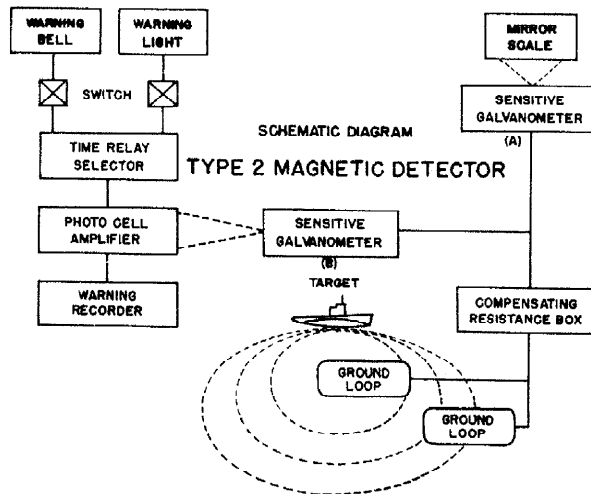 WARNING
BELL
WARNING
LIGHT
MIRROR
SCALE
SWITCH
SENSITIVE
GALVANOMETER
(A)
SCHEMATIC DIAGRAM
TIME RELAY
SELECTOR
TYPE 2 MAGNETIC DETECTOR
PHOTO CELL
AMPLIFIER
SENSITIVE
GALVANOMETER
(B)
TARGET
WARNING
RECORDER
COMPENSATING
RESISTANCE BOX
GROUND
LOOP
GROUND
LOOP